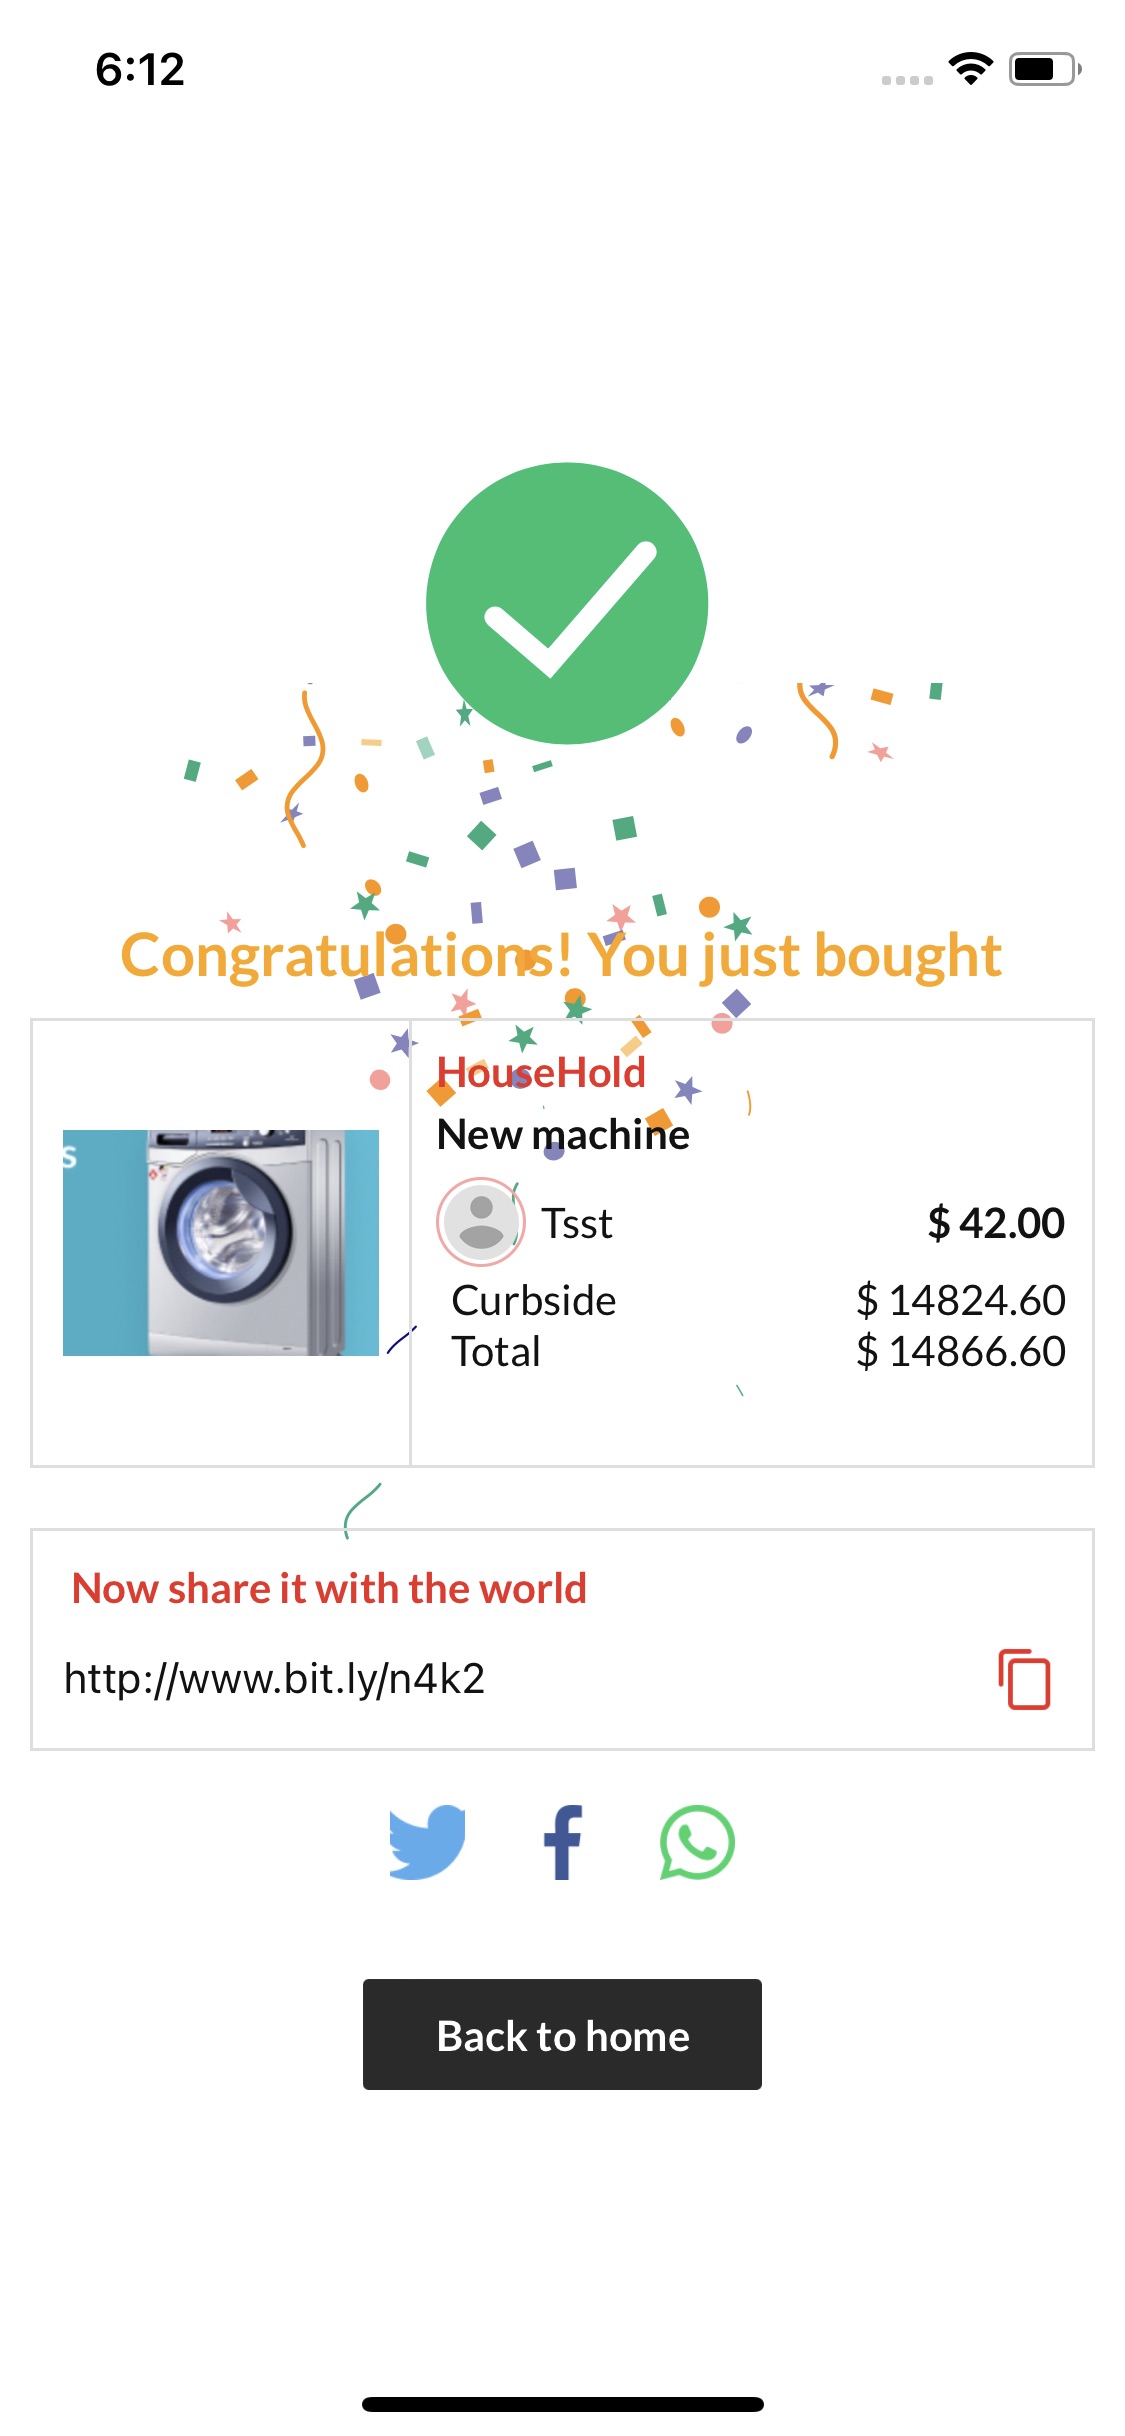 6:12
Congratulations! You just bought
HouseHold
New machine
s
Tsst $ 42.00
Curbside $ 14824.60
Total $ 14866.60
Now share it with the world
http://www.bit.ly/n4k2
Back to home